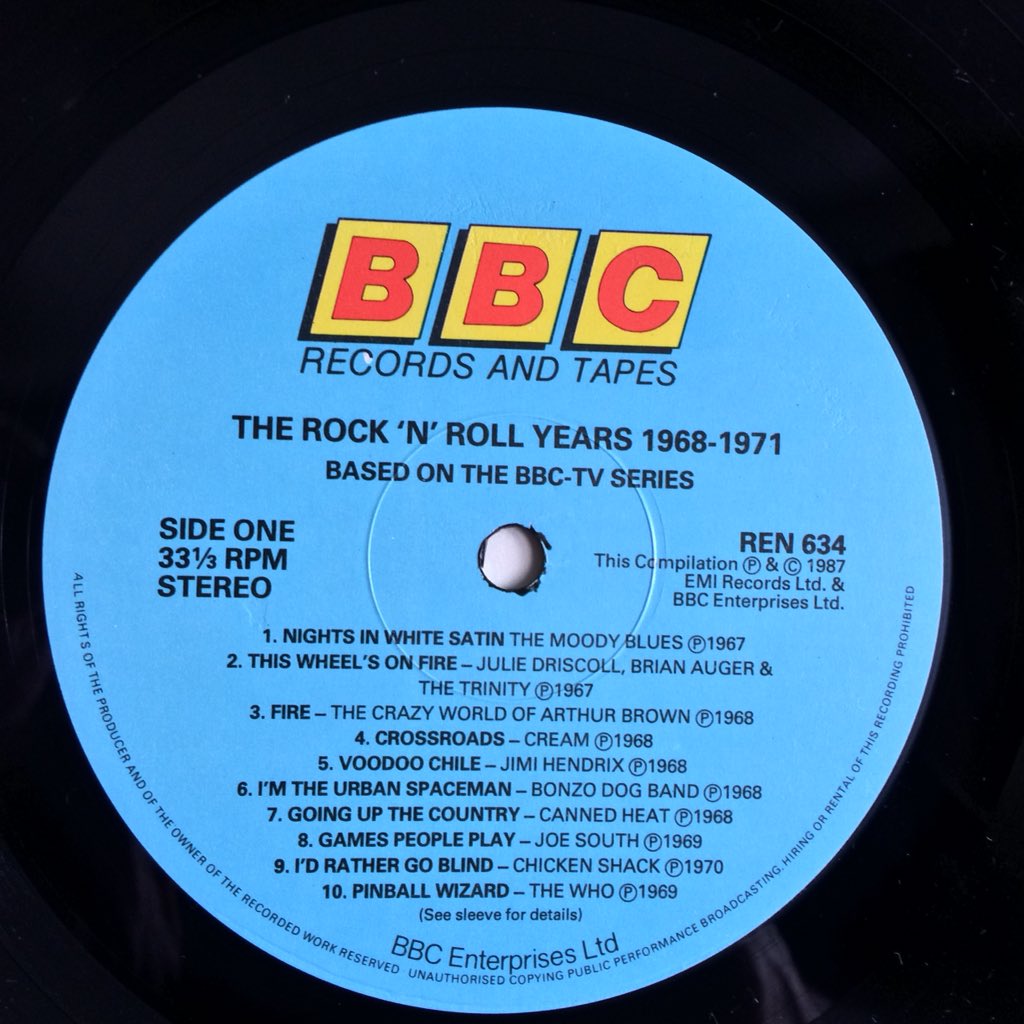 BBC
RECORDS AND TAPES
THE ROCK 'N' ROLL YEARS 1968-1971
BASED ON THE BBC-TV SERIES
SIDE ONE
33⅓ RPM
STEREO
REN 634
This Compilation ℗ & © 1987
EMI Records Ltd. &
BBC Enterprises Ltd.
1. NIGHTS IN WHITE SATIN THE MOODY BLUES ℗1967
2. THIS WHEEL'S ON FIRE – JULIE DRISCOLL, BRIAN AUGER &
THE TRINITY ℗1967
3. FIRE – THE CRAZY WORLD OF ARTHUR BROWN ℗1968
4. CROSSROADS – CREAM ℗1968
5. VOODOO CHILE – JIMI HENDRIX ℗1968
6. I'M THE URBAN SPACEMAN – BONZO DOG BAND ℗1968
7. GOING UP THE COUNTRY – CANNED HEAT ℗1968
8. GAMES PEOPLE PLAY – JOE SOUTH ℗1969
9. I'D RATHER GO BLIND – CHICKEN SHACK ℗1970
10. PINBALL WIZARD – THE WHO ℗1969
(See sleeve for details)
BBC Enterprises Ltd
ALL RIGHTS OF THE PRODUCER AND OF THE OWNER OF THE RECORDED WORK RESERVED · UNAUTHORISED COPYING PUBLIC PERFORMANCE BROADCASTING, HIRING OR RENTAL OF THIS RECORDING PROHIBITED